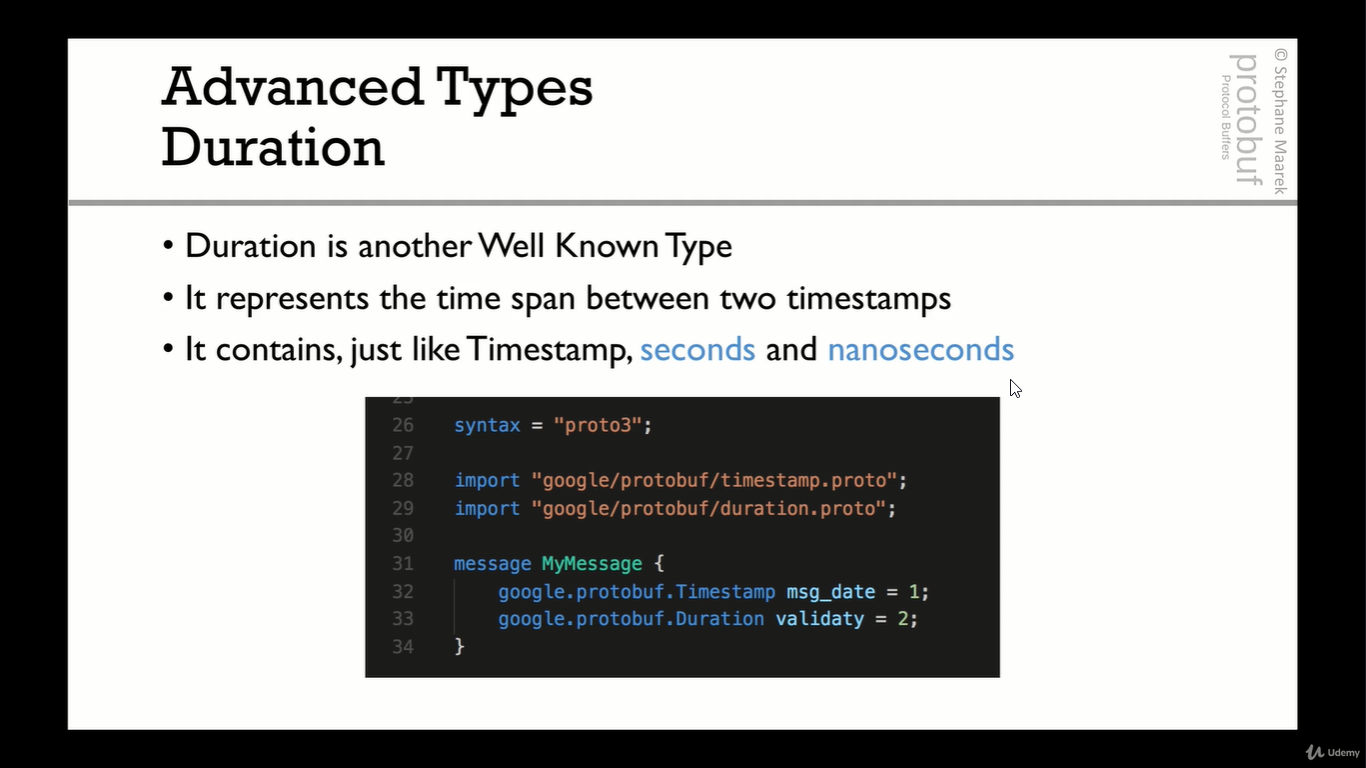 Advanced Types
Duration
© Stephane Maarek
protobuf
Protocol Buffers
• Duration is another Well Known Type
• It represents the time span between two timestamps
• It contains, just like Timestamp, seconds and nanoseconds
25
26 syntax = "proto3";
27
28 import "google/protobuf/timestamp.proto";
29 import "google/protobuf/duration.proto";
30
31 message MyMessage {
32 google.protobuf.Timestamp msg_date = 1;
33 google.protobuf.Duration validaty = 2;
34 }
Udemy